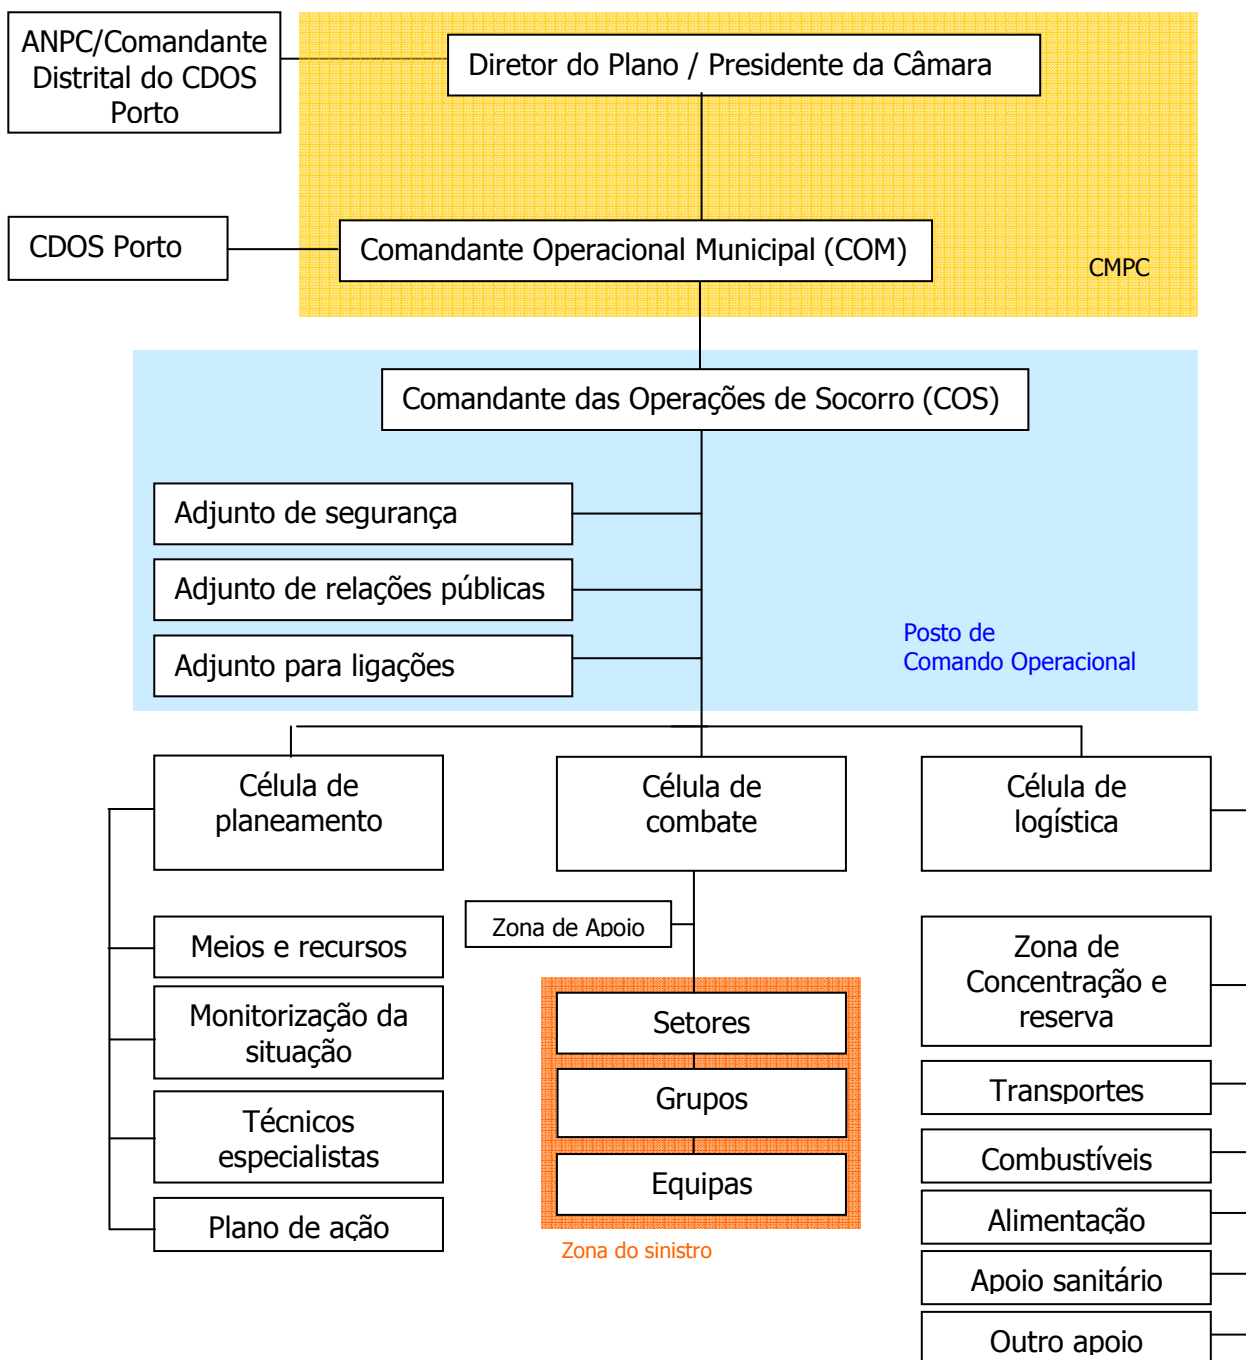 ANPC/Comandante
Distrital do CDOS
Porto
Diretor do Plano / Presidente da Câmara
CDOS Porto
Comandante Operacional Municipal (COM)
CMPC
Comandante das Operações de Socorro (COS)
Adjunto de segurança
Adjunto de relações públicas
Adjunto para ligações
Posto de
Comando Operacional
Célula de
planeamento
Célula de
combate
Célula de
logística
Meios e recursos
Monitorização da
situação
Técnicos
especialistas
Plano de ação
Zona de Apoio
Setores
Grupos
Equipas
Zona do sinistro
Zona de
Concentração e
reserva
Transportes
Combustíveis
Alimentação
Apoio sanitário
Outro apoio